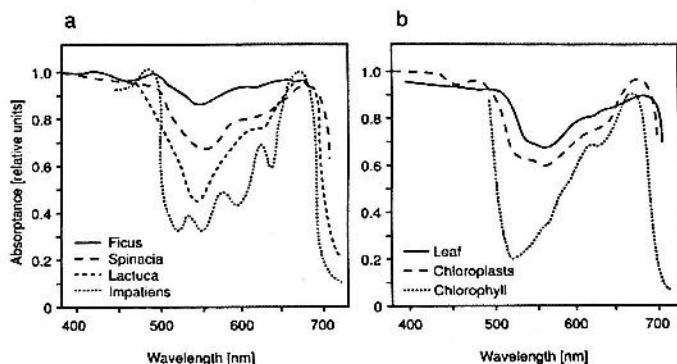 a
Absorptance [relative units]
1.0
0.8
0.6
0.4
0.2
0
Ficus
Spinacia
Lactuca
Impatiens
400 500 600 700
Wavelength [nm]
b
1.0
0.8
0.6
0.4
0.2
0
Leaf
Chloroplasts
Chlorophyll
400 500 600 700
Wavelength [nm]